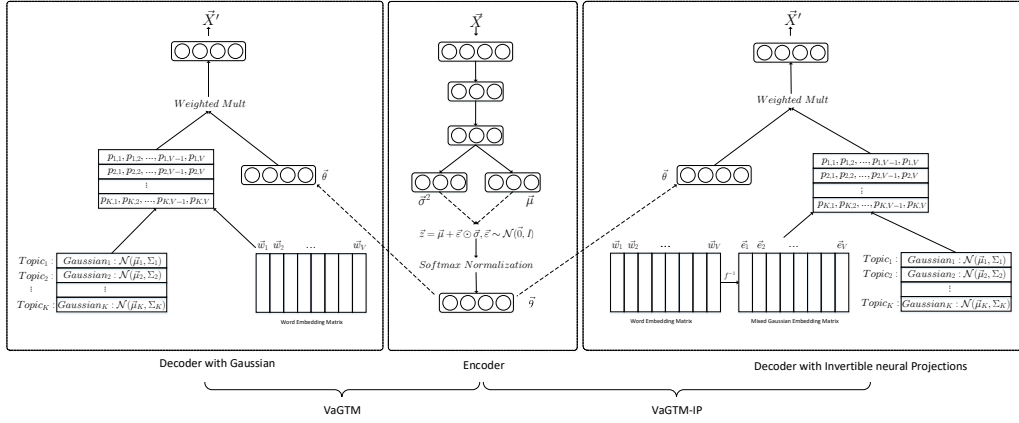 X⃗′
Weighted Mult
p₁,₁, p₁,₂, ..., p₁,V−1, p₁,V
p₂,₁, p₂,₂, ..., p₂,V−1, p₂,V
⋮
pK,₁, pK,₂, ..., pK,V−1, pK,V
θ⃗
w⃗₁ w⃗₂ ... w⃗V
Topic₁ : Gaussian₁ : N(μ⃗₁, Σ₁)
Topic₂ : Gaussian₂ : N(μ⃗₂, Σ₂)
⋮ ⋮
TopicK : GaussianK : N(μ⃗K, ΣK)
Word Embedding Matrix
Decoder with Gaussian
X⃗
σ⃗² μ⃗
z⃗ = μ⃗ + ε⃗ ⊙ σ⃗, ε⃗ ∼ N(0⃗, I)
Softmax Normalization
q⃗
Encoder
X⃗′
Weighted Mult
θ⃗
p₁,₁, p₁,₂, ..., p₁,V−1, p₁,V
p₂,₁, p₂,₂, ..., p₂,V−1, p₂,V
⋮
pK,₁, pK,₂, ..., pK,V−1, pK,V
w⃗₁ w⃗₂ ... w⃗V e⃗₁ e⃗₂ ... e⃗V
f⁻¹
Topic₁ : Gaussian₁ : N(μ⃗₁, Σ₁)
Topic₂ : Gaussian₂ : N(μ⃗₂, Σ₂)
⋮ ⋮
TopicK : GaussianK : N(μ⃗K, ΣK)
Word Embedding Matrix Mixed Gaussian Embedding Matrix
Decoder with Invertible neural Projections
VaGTM VaGTM-IP